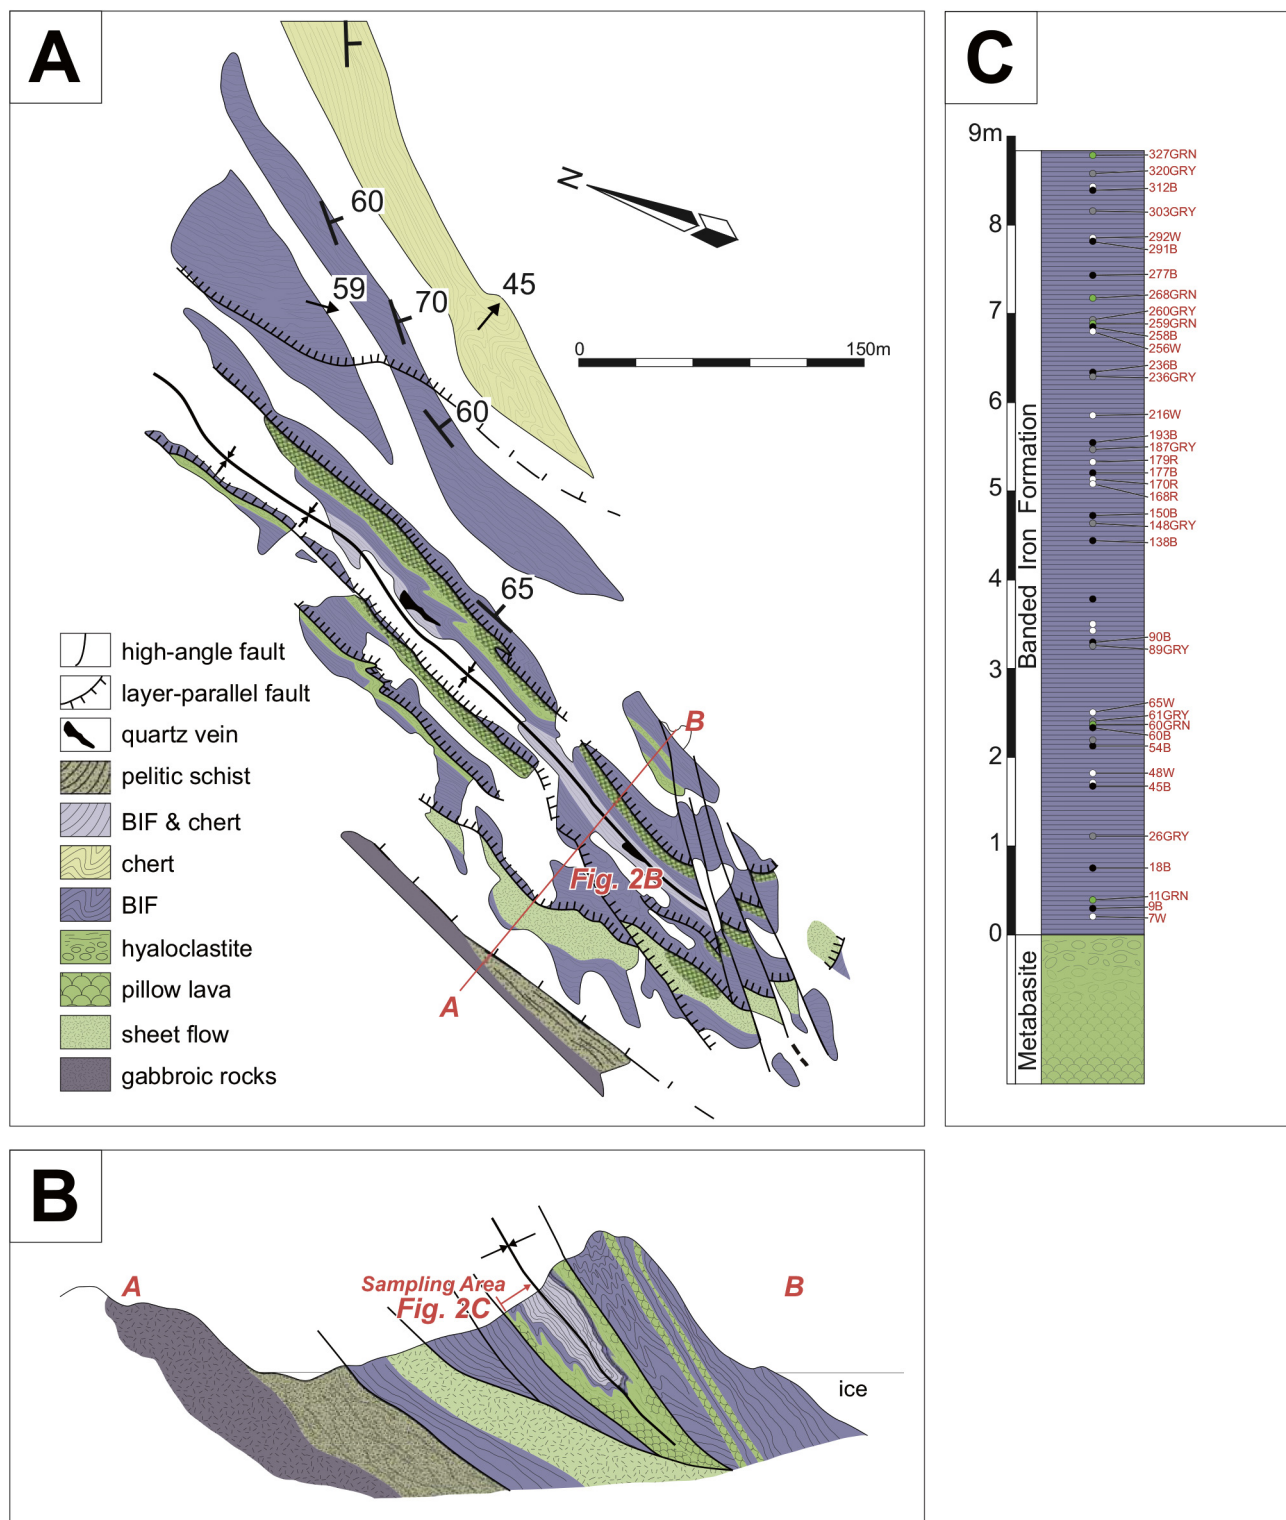 A
N
60
59
70
45
60
65
0
150m
B
Fig. 2B
A
high-angle fault
layer-parallel fault
quartz vein
pelitic schist
BIF & chert
chert
BIF
hyaloclastite
pillow lava
sheet flow
gabbroic rocks
C
9m
8
7
6
5
4
3
2
1
0
Banded Iron Formation
Metabasite
327GRN
320GRY
312B
303GRY
292W
291B
277B
268GRN
260GRY
259GRN
258B
256W
236B
236GRY
216W
193B
187GRY
179R
177B
170R
168R
150B
148GRY
138B
90B
89GRY
65W
61GRY
60GRN
60B
54B
48W
45B
26GRY
18B
11GRN
9B
7W
B
A
Sampling Area
Fig. 2C
B
ice